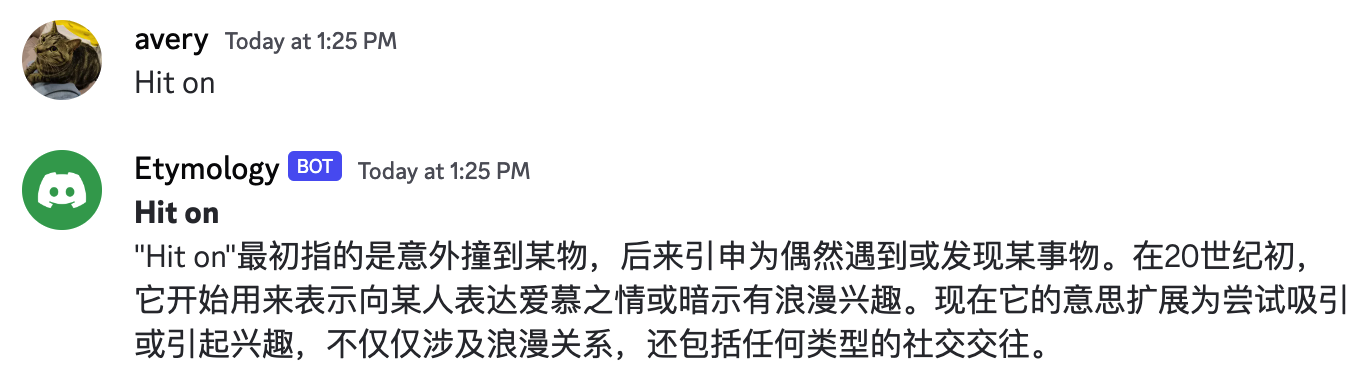 avery Today at 1:25 PM
Hit on
Etymology BOT Today at 1:25 PM
Hit on
"Hit on"最初指的是意外撞到某物，后来引申为偶然遇到或发现某事物。在20世纪初，
它开始用来表示向某人表达爱慕之情或暗示有浪漫兴趣。现在它的意思扩展为尝试吸引
或引起兴趣，不仅仅涉及浪漫关系，还包括任何类型的社交交往。